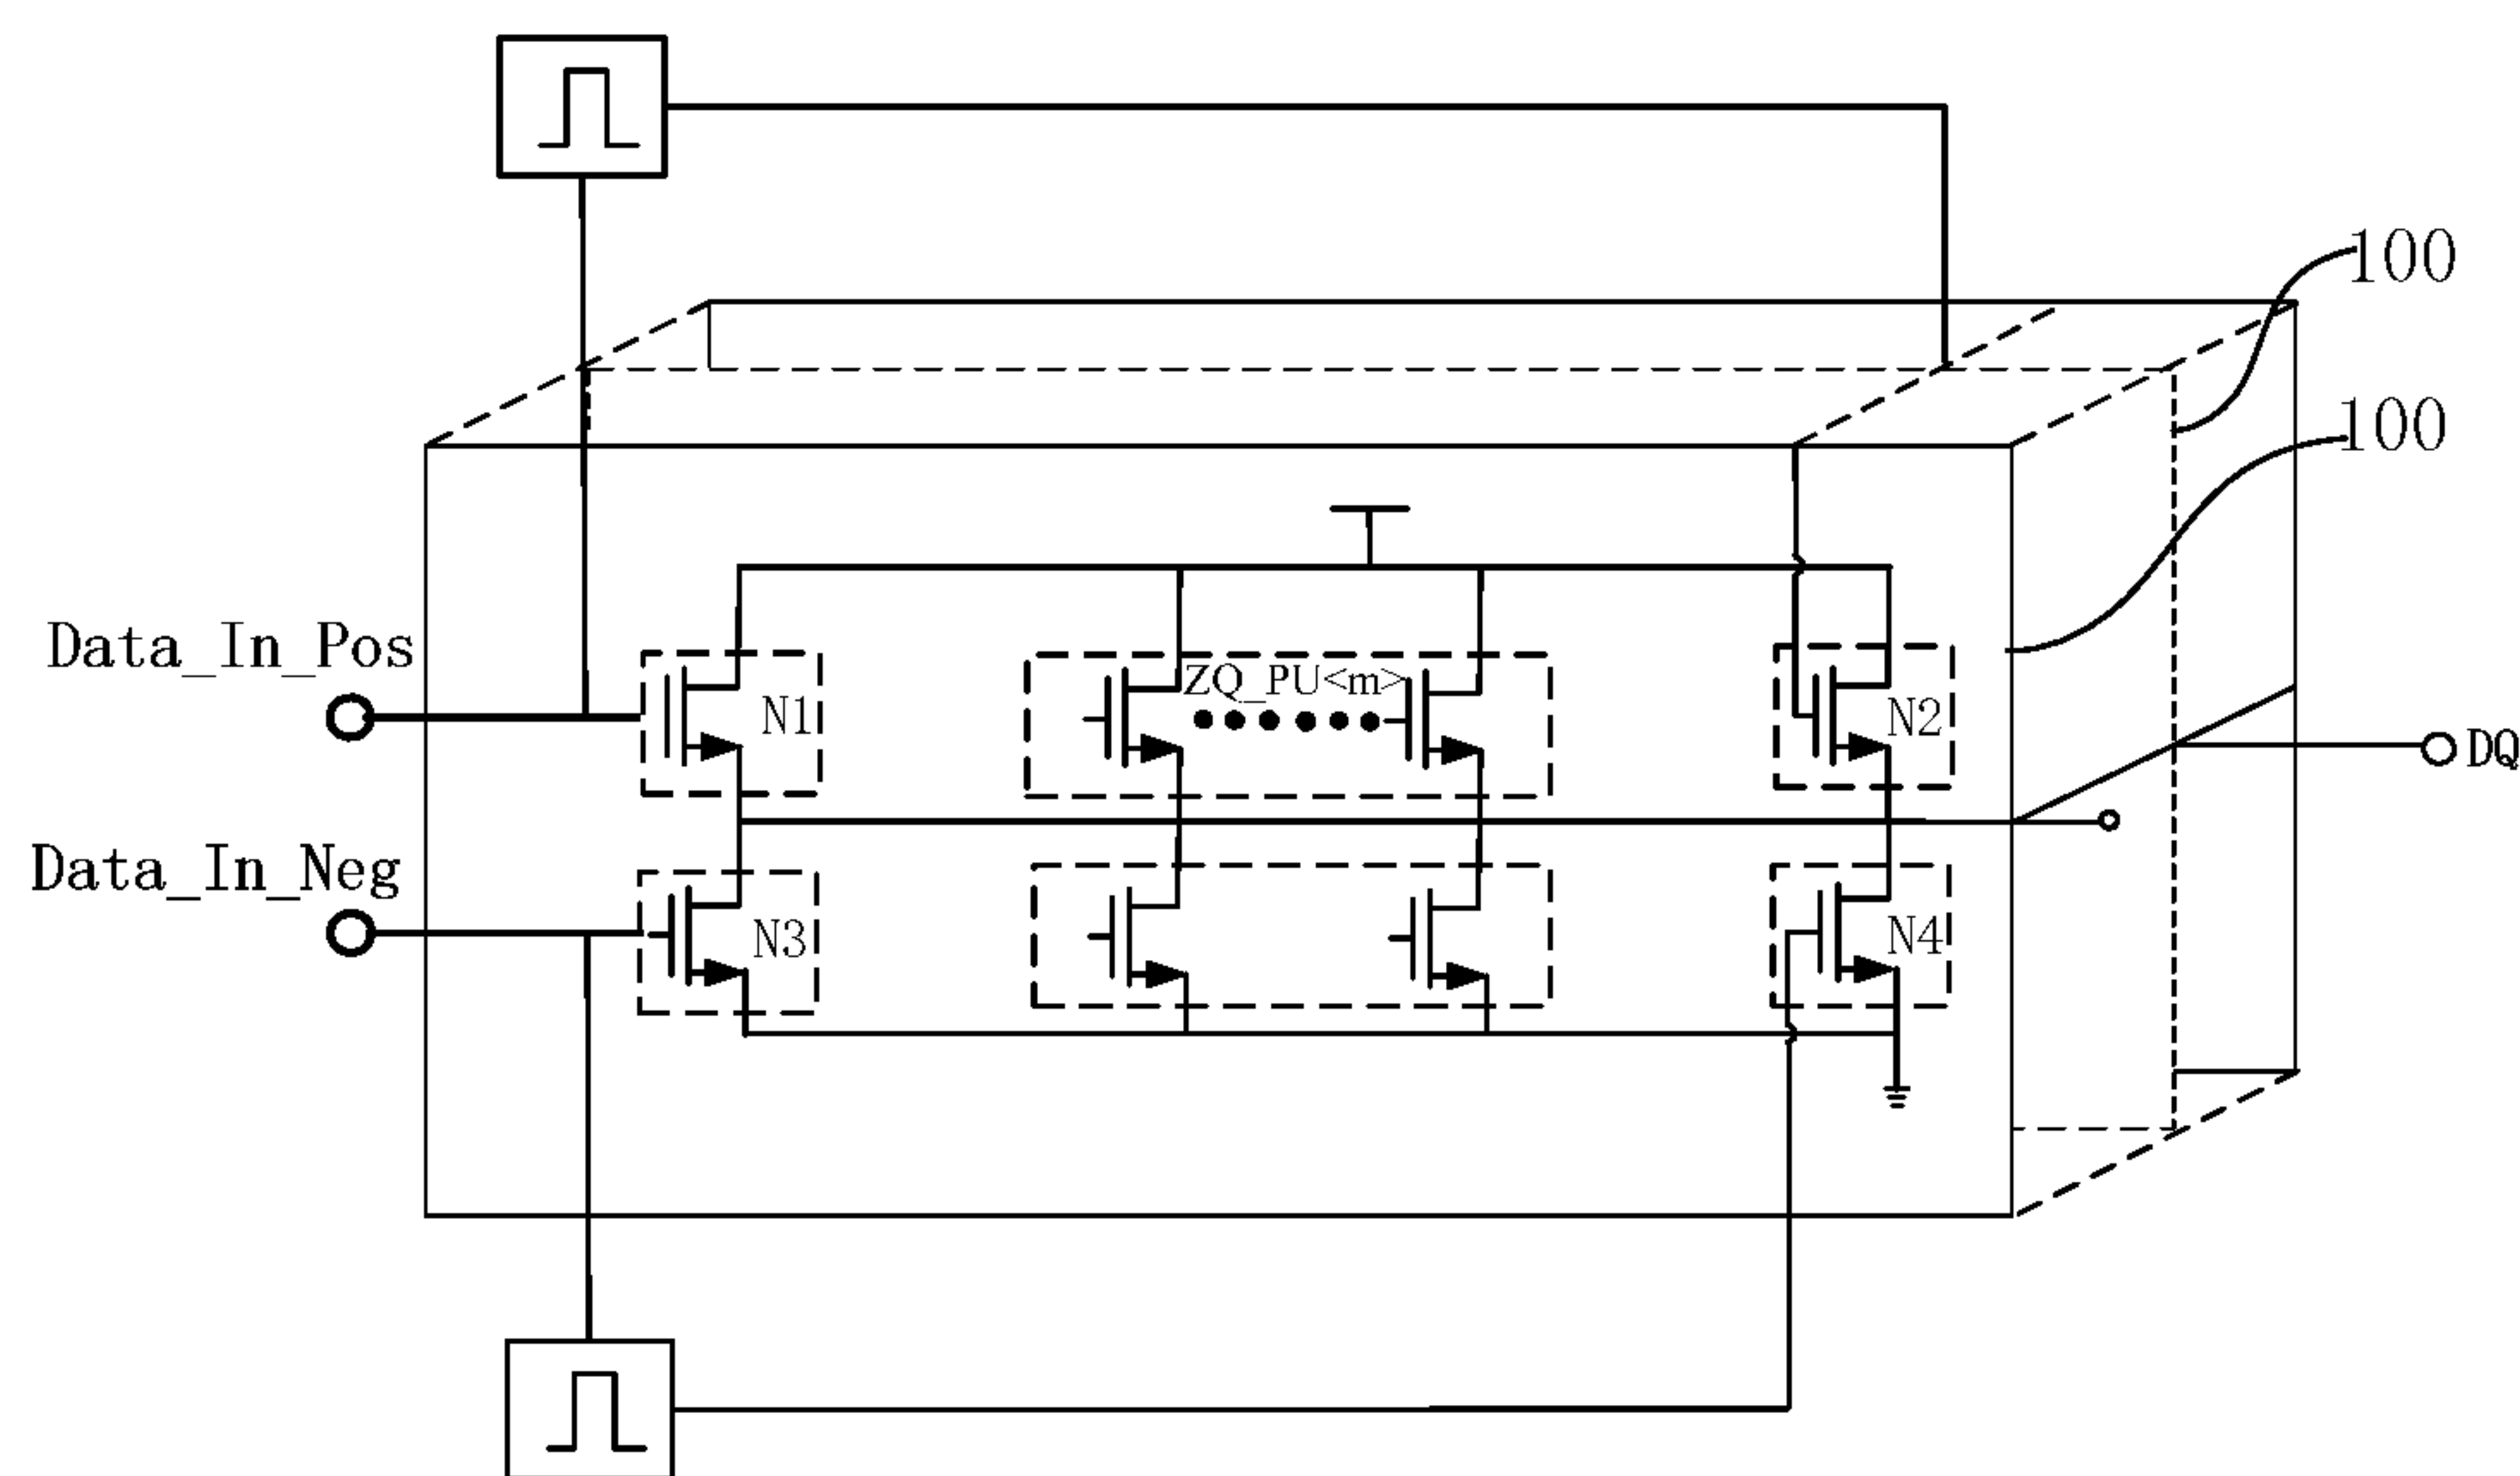 100
100
Data_In_Pos
ZQ_PU<m>
N1
N2
DQ
Data_In_Neg
N3
N4